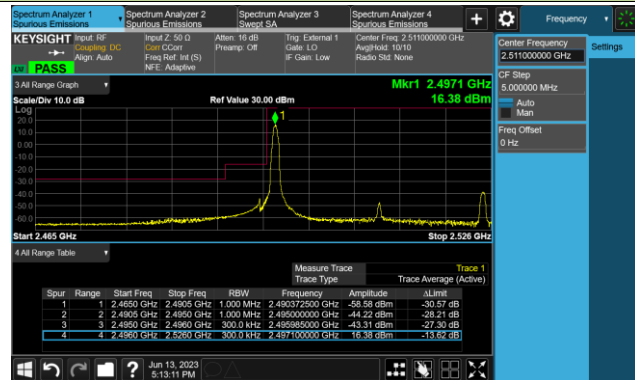 Spectrum Analyzer 1
Spurious Emissions
Spectrum Analyzer 2
Spurious Emissions
Spectrum Analyzer 3
Swept SA
Spectrum Analyzer 4
Spurious Emissions
Frequency
KEYSIGHT
Input: RF
Coupling: DC
Align: Auto
Input Z: 50 Ω
Corr CCorr
Freq Ref: Int (S)
NFE: Adaptive
Atten: 16 dB
Preamp: Off
Trig: External 1
Gate: LO
IF Gain: Low
Center Freq: 2.511000000 GHz
Avg|Hold: 10/10
Radio Std: None
PASS
Center Frequency
2.511000000 GHz
Settings
CF Step
5.000000 MHz
Auto
Man
Freq Offset
0 Hz
3 All Range Graph
Mkr1 2.4971 GHz
Scale/Div 10.0 dB
Ref Value 30.00 dBm
16.38 dBm
Log
20.0
10.0
0.00
-10.0
-20.0
-30.0
-40.0
-50.0
-60.0
1
Start 2.465 GHz
Stop 2.526 GHz
4 All Range Table
Measure Trace Trace 1
Trace Type Trace Average (Active)
Spur Range Start Freq Stop Freq RBW Frequency Amplitude ΔLimit
1 1 2.4650 GHz 2.4905 GHz 1.000 MHz 2.490372500 GHz -58.58 dBm -30.57 dB
2 2 2.4905 GHz 2.4950 GHz 1.000 MHz 2.495000000 GHz -44.22 dBm -28.21 dB
3 3 2.4950 GHz 2.4960 GHz 300.0 kHz 2.495985000 GHz -43.31 dBm -27.30 dB
4 4 2.4960 GHz 2.5260 GHz 300.0 kHz 2.497100000 GHz 16.38 dBm -13.62 dB
Jun 13, 2023
5:13:11 PM